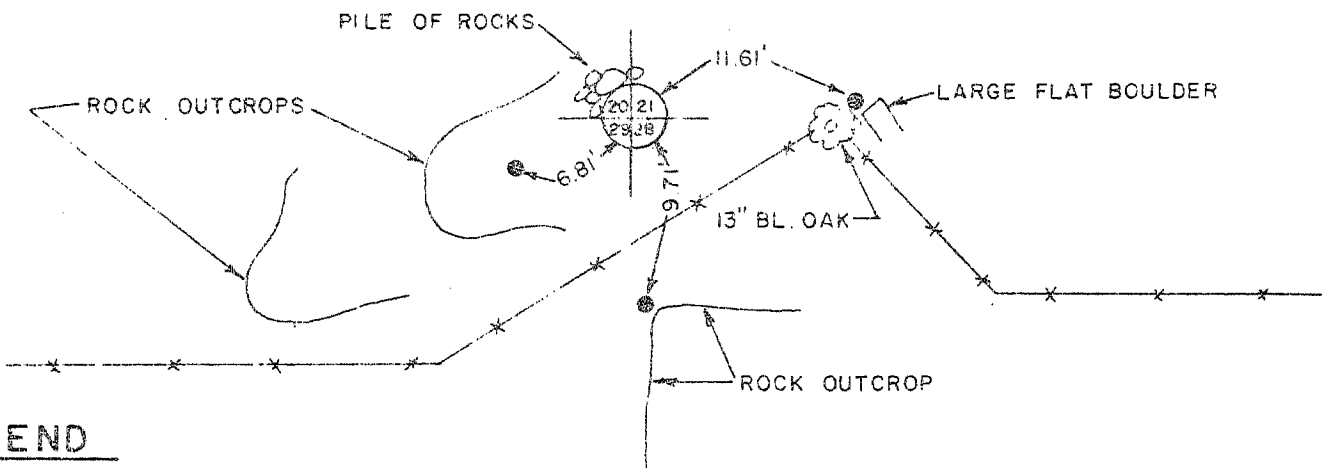 PILE OF ROCKS
11.61'
ROCK OUTCROPS
LARGE FLAT BOULDER
20 21
29 28
6.81'
9.71'
13" BL. OAK
ROCK OUTCROP
END